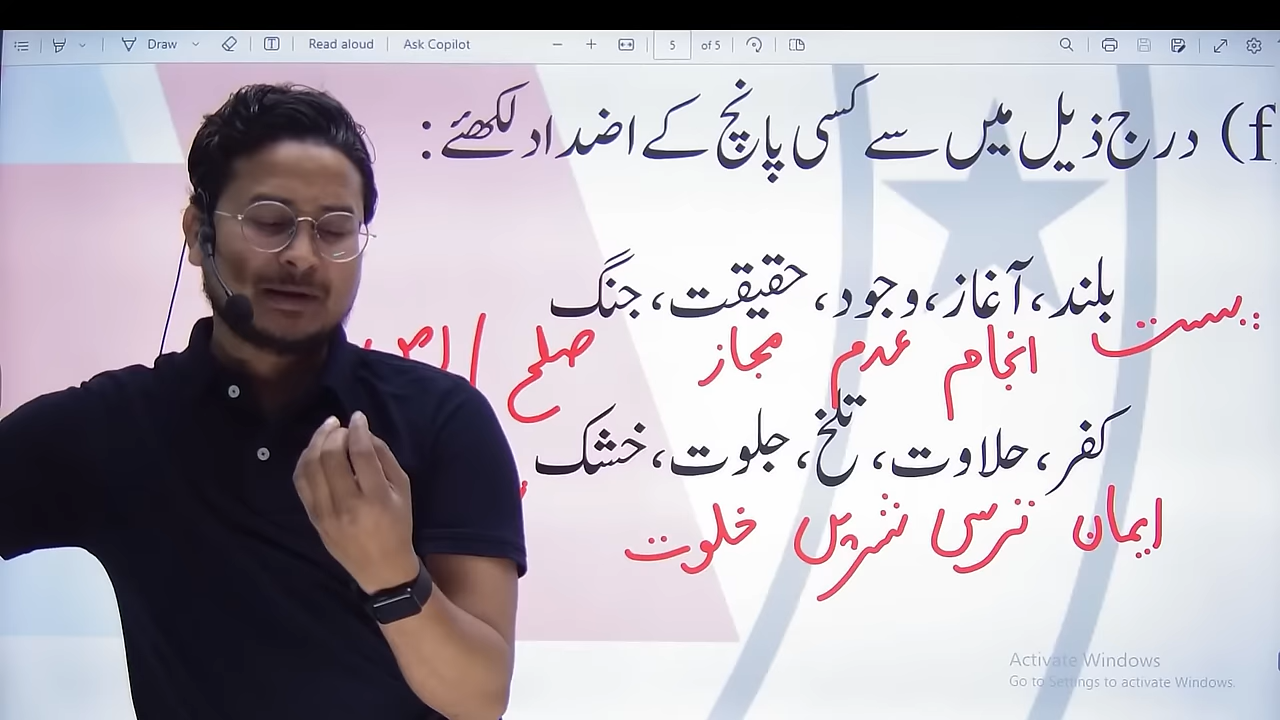 Draw Read aloud Ask Copilot 5 of 5
f) درج ذیل میں سے کسی پانچ کے اضداد لکھئے :
بلند، آغاز، وجود، حقیقت، جنگ
پست انجام عدم مجاز صلح /
کفر، حلاوت، تلخ، جلوت، خشک
ایمان شریں خلوت
Activate Windows
Go to Settings to activate Windows.